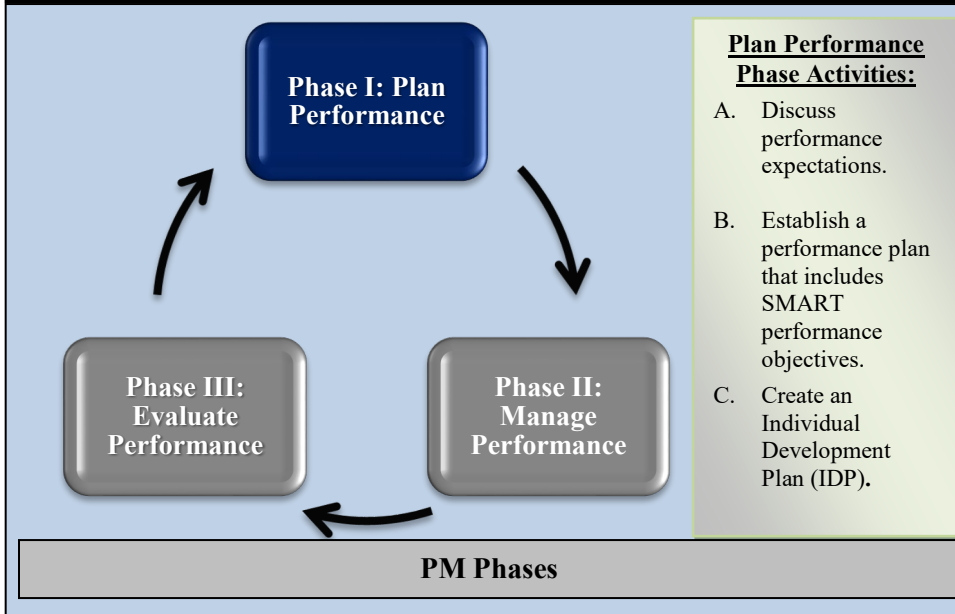 Phase I: Plan
Performance
Phase III:
Evaluate
Performance
Phase II:
Manage
Performance
PM Phases
Plan Performance
Phase Activities:
A. Discuss
performance
expectations.
B. Establish a
performance plan
that includes
SMART
performance
objectives.
C. Create an
Individual
Development
Plan (IDP).